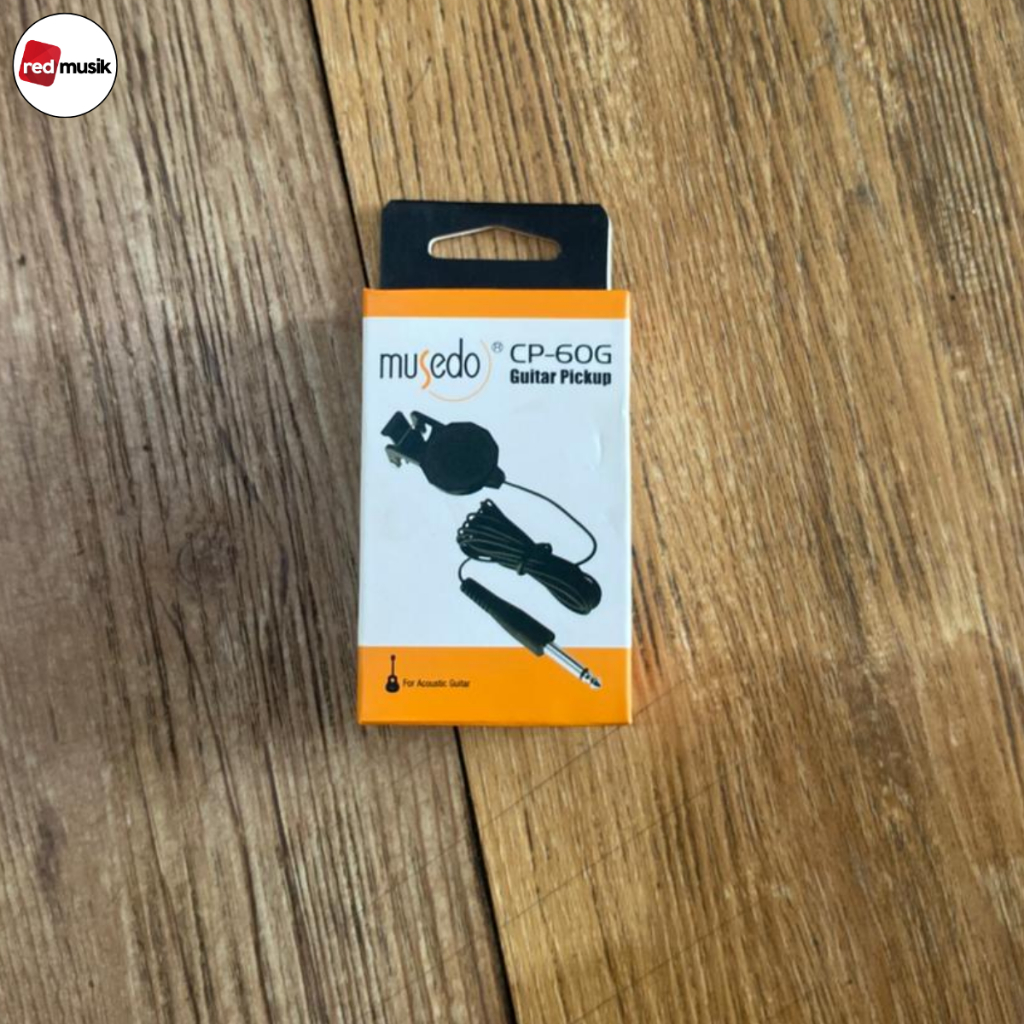 redmusik
musedo® CP-60G
Guitar Pickup
For Acoustic Guitar